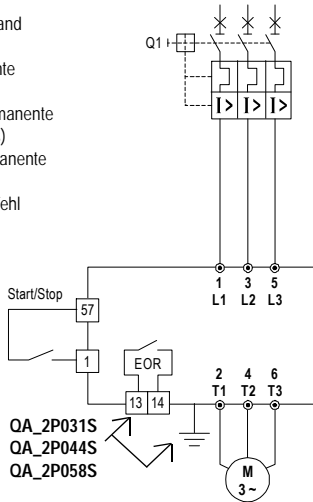 and
nte
manente
)
anente
ehl
Q1
I> I> I>
Start/Stop
57
1
1 3 5
L1 L2 L3
EOR
13 14
2 4 6
T1 T2 T3
QA_2P031S
QA_2P044S
QA_2P058S
M
3~